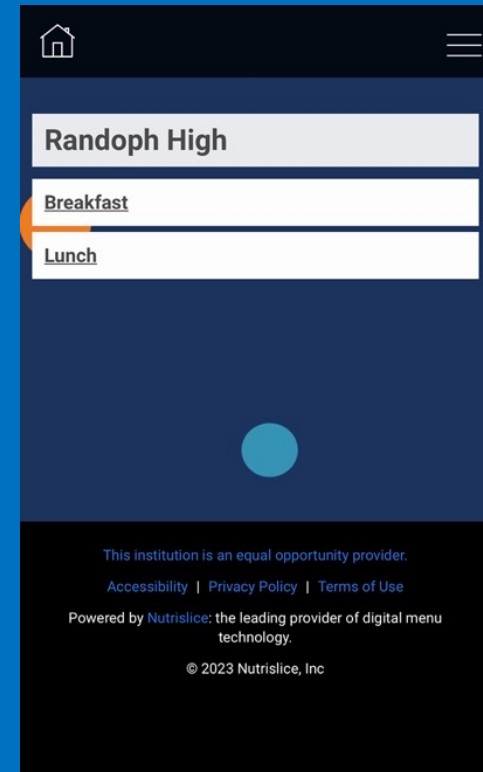 Randoph High
Breakfast
Lunch
This institution is an equal opportunity provider.
Accessibility | Privacy Policy | Terms of Use
Powered by Nutrislice: the leading provider of digital menu
technology.
© 2023 Nutrislice, Inc